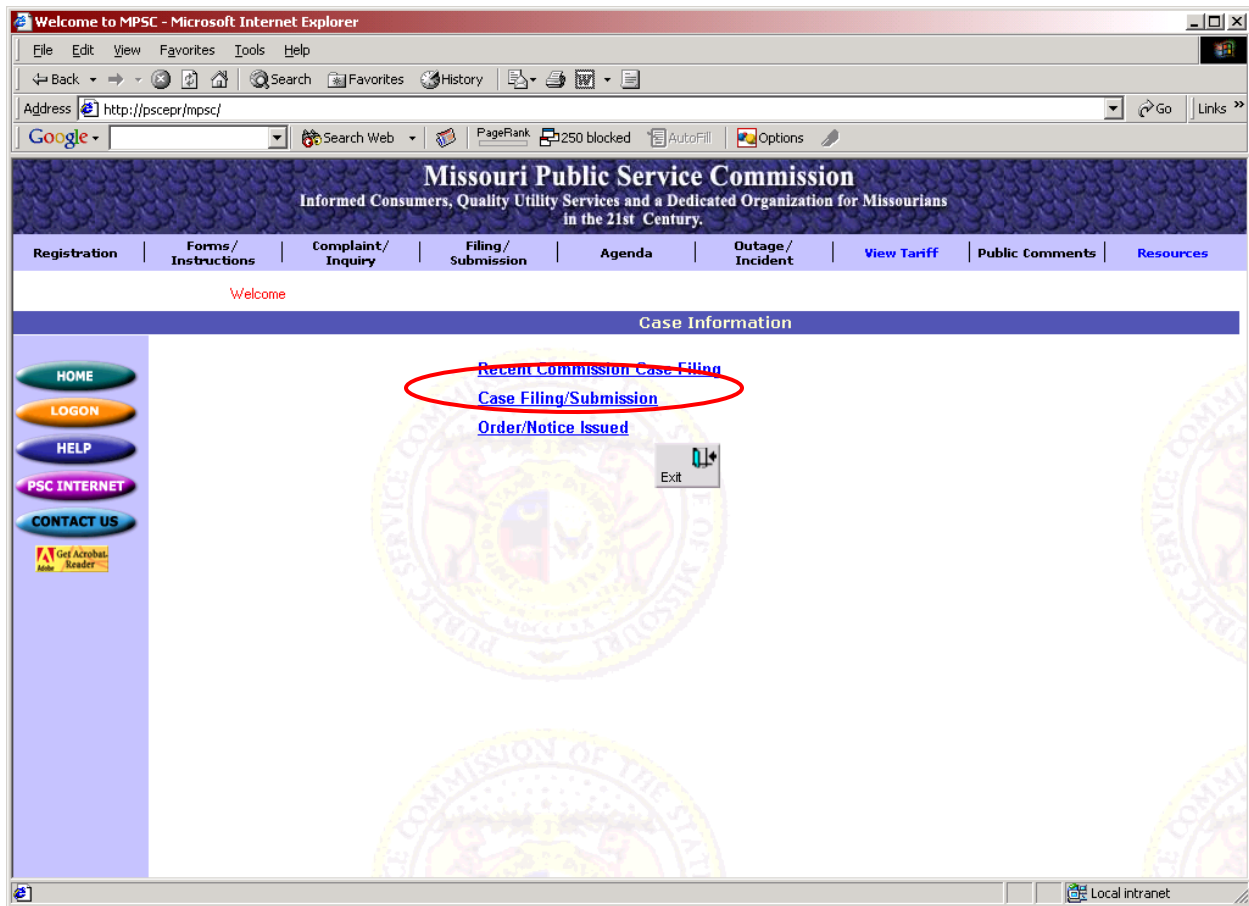 Welcome to MPSC - Microsoft Internet Explorer
File Edit View Favorites Tools Help
Back Search Favorites History
Address http://pscepr/mpsc/ Go Links »
Google Search Web PageRank 250 blocked AutoFill Options
Missouri Public Service Commission
Informed Consumers, Quality Utility Services and a Dedicated Organization for Missourians
in the 21st Century.
Registration | Forms/ Instructions | Complaint/ Inquiry | Filing/ Submission | Agenda | Outage/ Incident | View Tariff | Public Comments | Resources
Welcome
Case Information
HOME
LOGON
HELP
PSC INTERNET
CONTACT US
Get Acrobat
Adobe Reader
Recent Commission Case Filing
Case Filing/Submission
Order/Notice Issued
Exit
Local intranet